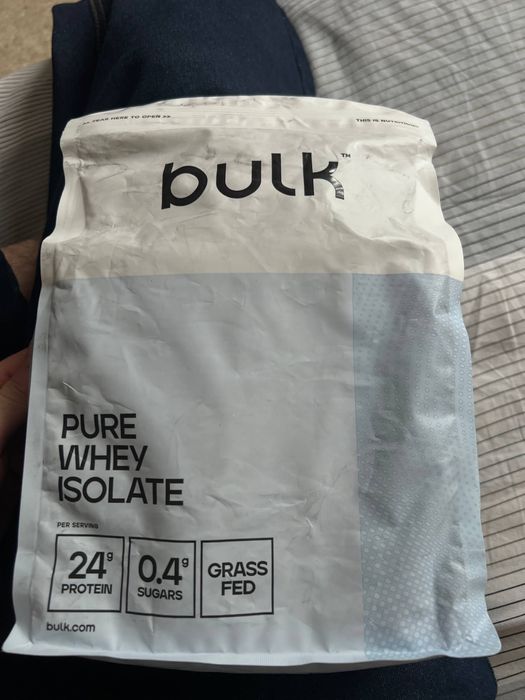 >> TEAR HERE TO OPEN >>
THIS IS NUTRITION
bulk™
PURE
WHEY
ISOLATE
PER SERVING
24g
PROTEIN
0.4g
SUGARS
GRASS
FED
bulk.com